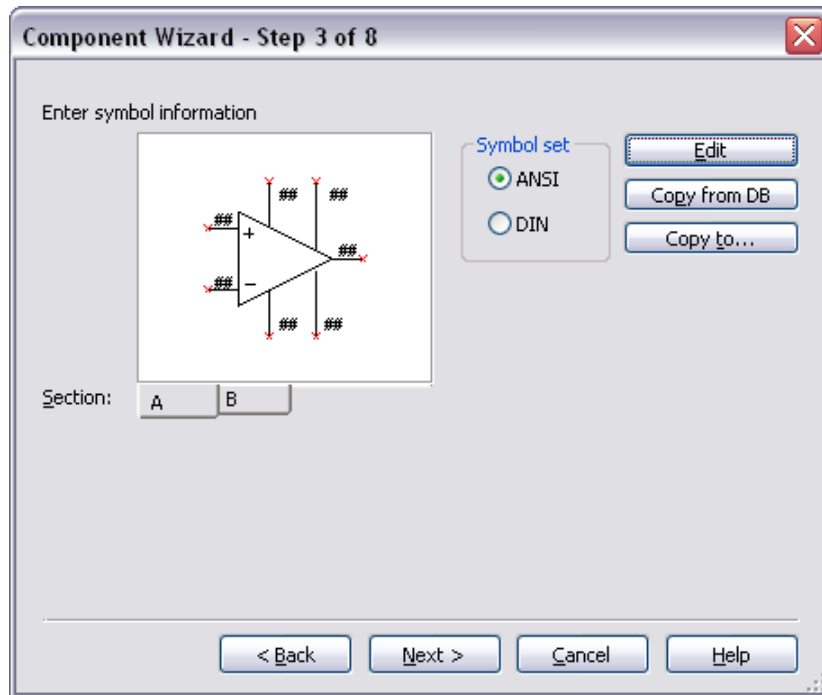 Component Wizard - Step 3 of 8
Enter symbol information
Symbol set
ANSI
DIN
Edit
Copy from DB
Copy to...
## ##
##
+
##
##
−
## ##
Section:
A
B
< Back
Next >
Cancel
Help